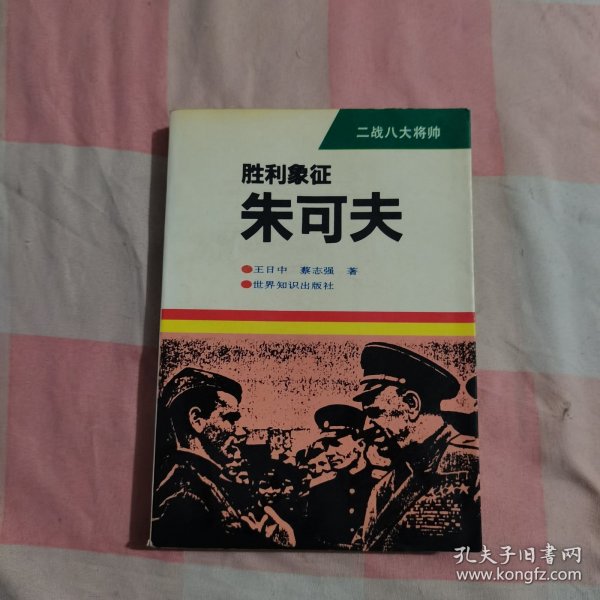 二战八大将帅
胜利象征
朱可夫
●王日中 蔡志强 著
●世界知识出版社
孔夫子旧书网
www.kongfz.com